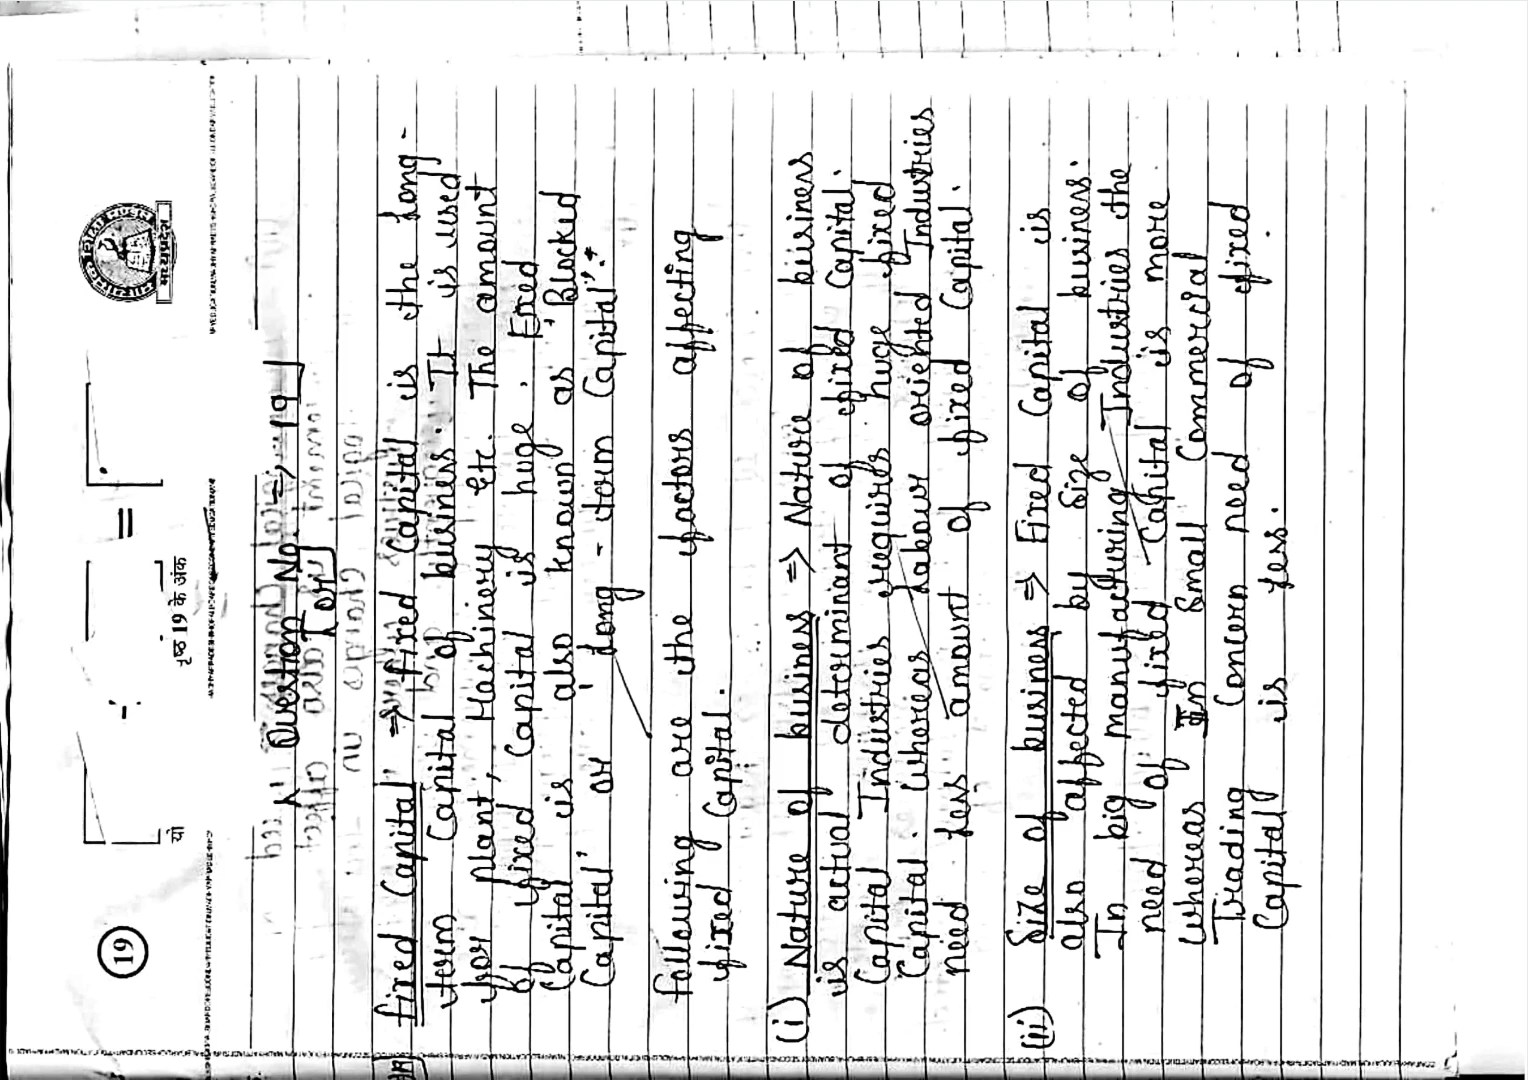 19
यो
पृष्ठ 19 के अंक
=
माध्यमिक शिक्षा मण्डल
मध्यप्रदेश
Question No. => 19
[or]
Fixed Capital => Fixed Capital is the Long-
term Capital of business. It is used
for plant, Machinery Etc. The amount
of fixed Capital is huge. Fixed
Capital is also known as 'Blocked
Capital' or 'Long-term Capital'.
Following are the factors affecting
fixed Capital.
(i) Nature of business => Nature of business
is actual determinant of fixed Capital.
Capital Industries requires huge fixed
Capital. Whereas Labour oriented Industries
need Less amount of fixed Capital.
(ii) Size of business => Fixed Capital is
also affected by Size of business.
In big manufacturing Industries the
need of fixed Capital is more
Whereas In Small Commercial
Trading Concern need of fixed
Capital is Less.